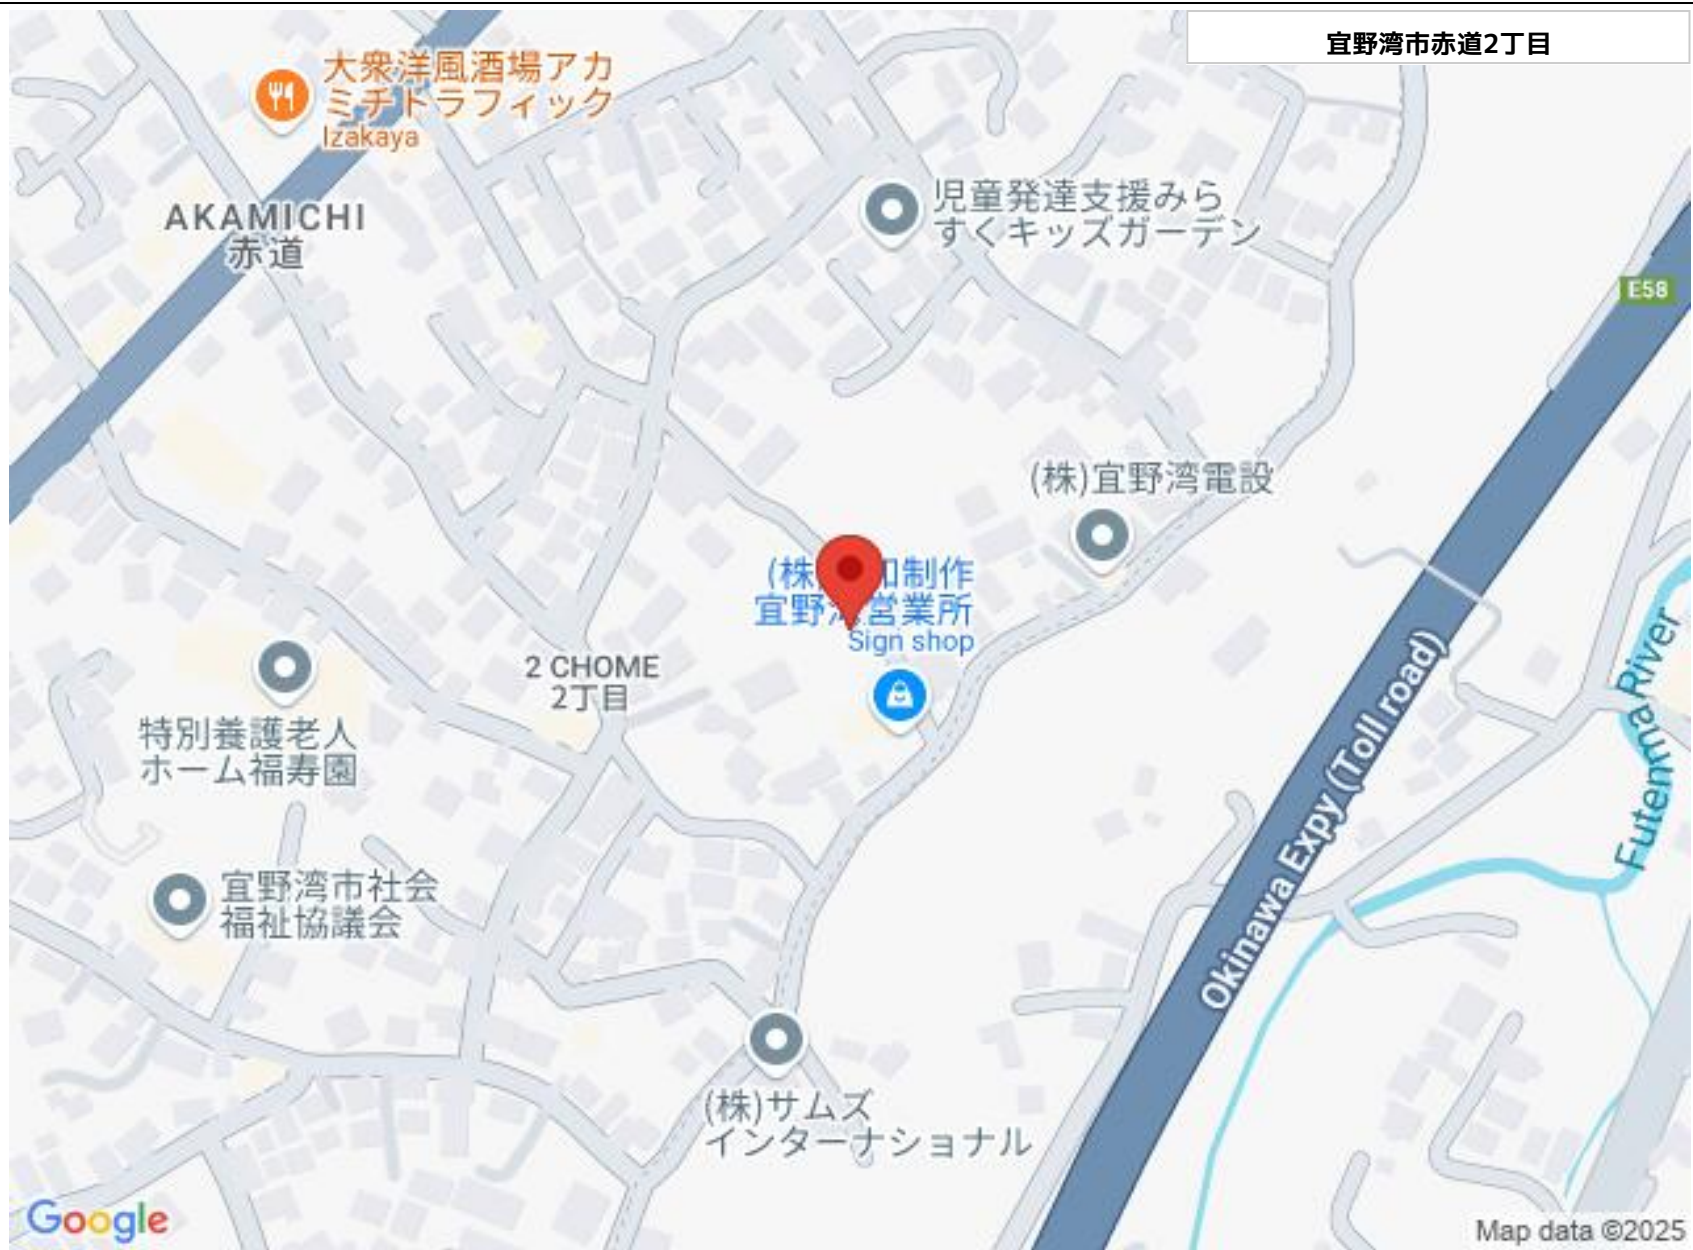 宜野湾市赤道2丁目
大衆洋風酒場アカ
ミチトラフィック
Izakaya
AKAMICHI
赤道
児童発達支援みら
すくキッズガーデン
E58
(株)宜野湾電設
(株 和制作
宜野 営業所
Sign shop
2 CHOME
2丁目
特別養護老人
ホーム福寿園
Futenma River
Okinawa Expy (Toll road)
宜野湾市社会
福祉協議会
(株)サムズ
インターナショナル
Google
Map data ©2025